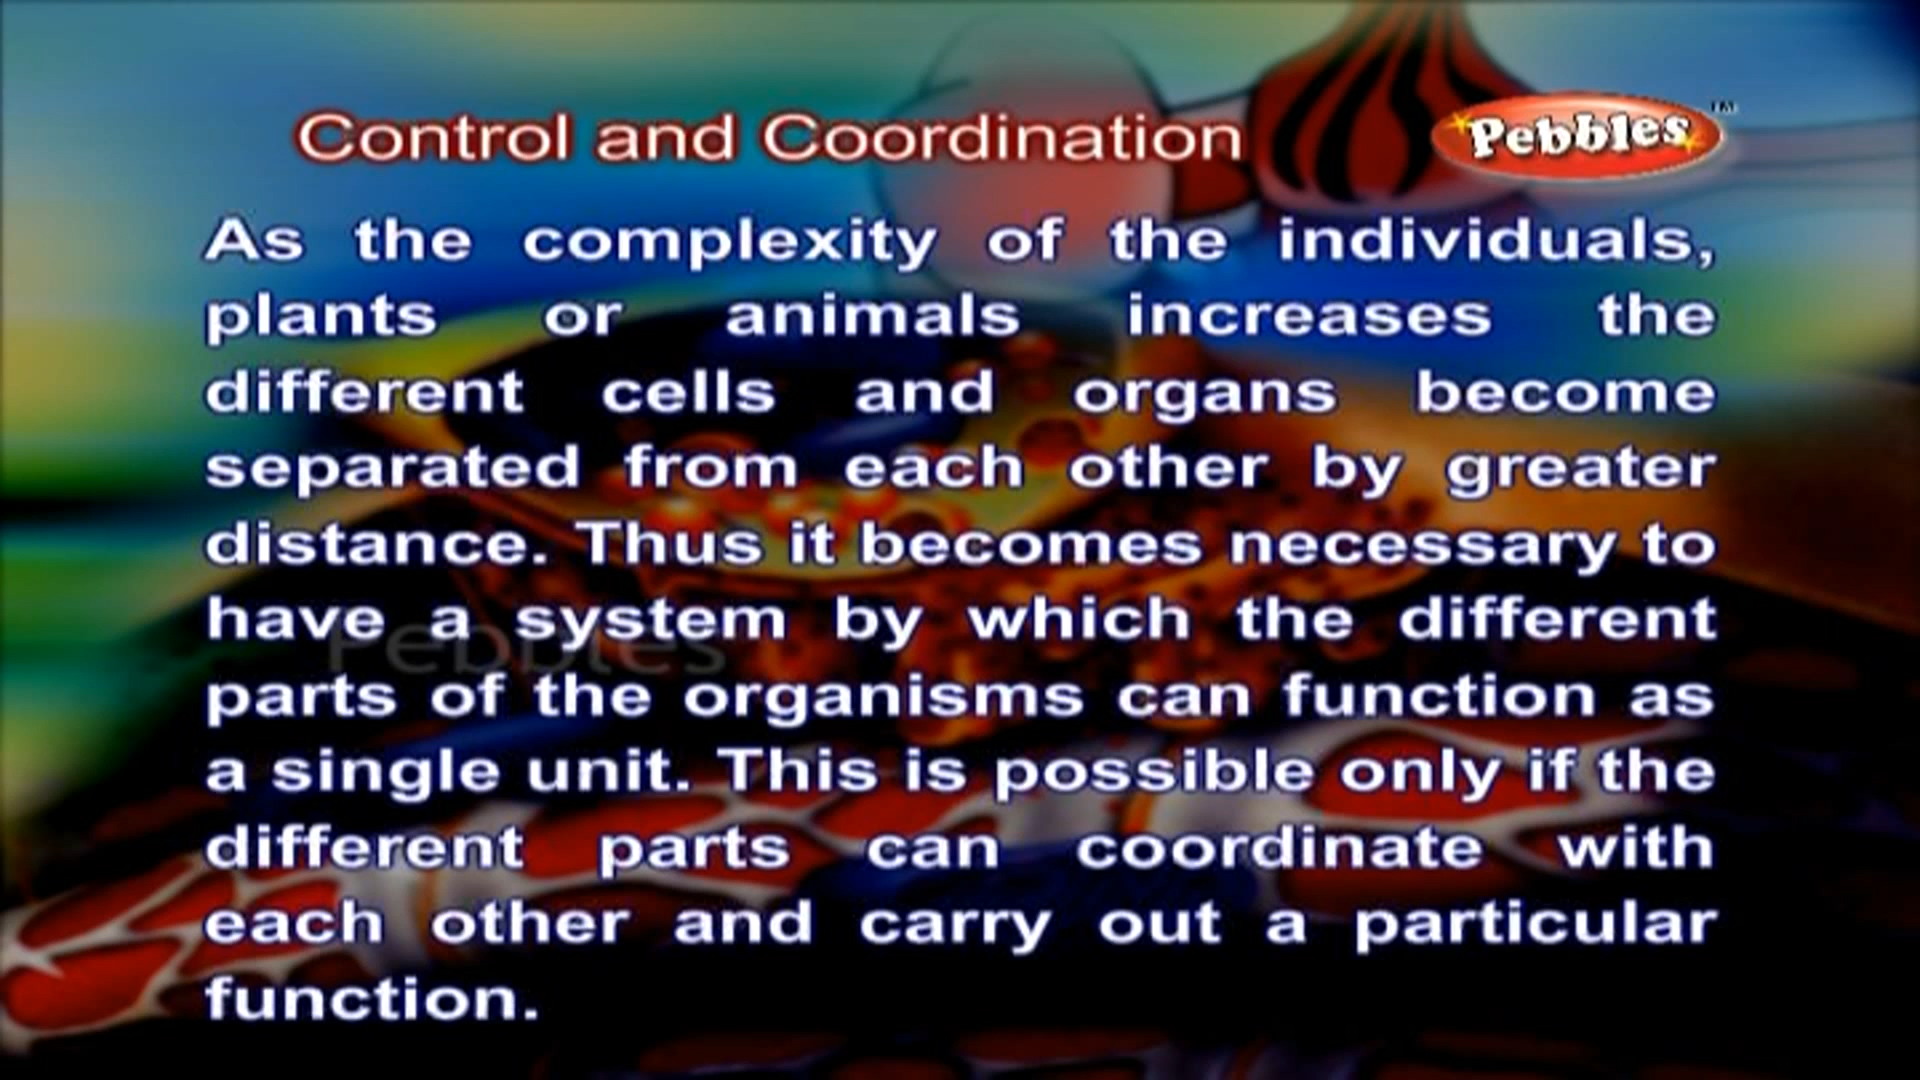 Control and Coordination
Pebbles™
As the complexity of the individuals,
plants or animals increases the
different cells and organs become
separated from each other by greater
distance. Thus it becomes necessary to
have a system by which the different
Pebbles
parts of the organisms can function as
a single unit. This is possible only if the
different parts can coordinate with
each other and carry out a particular
function.